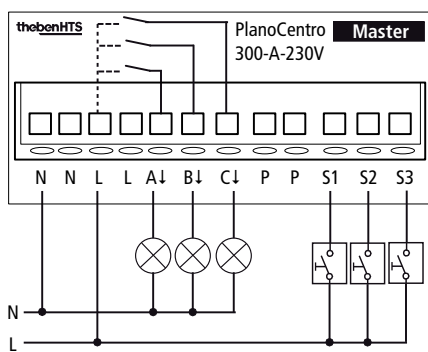 thebenHTS
PlanoCentro Master
300-A-230V
N N L L A↓ B↓ C↓ P P S1 S2 S3
N
L